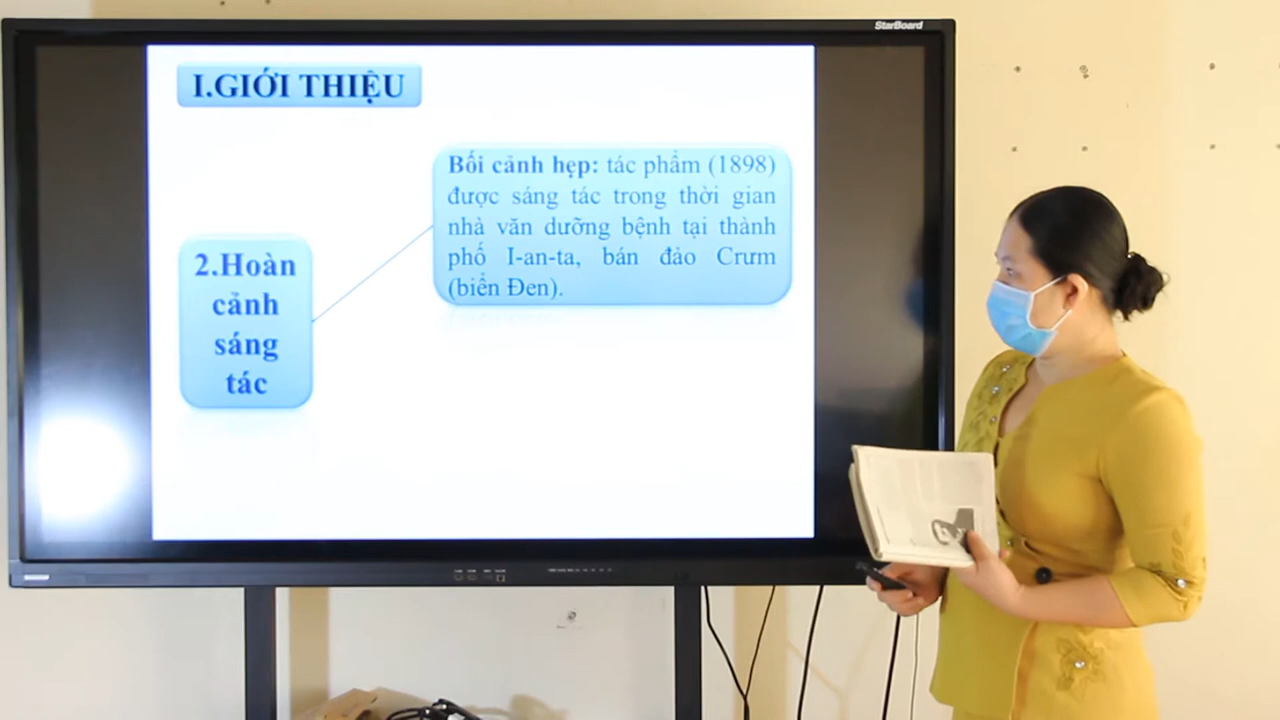 StarBoard
I.GIỚI THIỆU
Bối cảnh hẹp: tác phẩm (1898)
được sáng tác trong thời gian
nhà văn dưỡng bệnh tại thành
phố I-an-ta, bán đảo Crưm
(biển Đen).
2.Hoàn
cảnh
sáng
tác